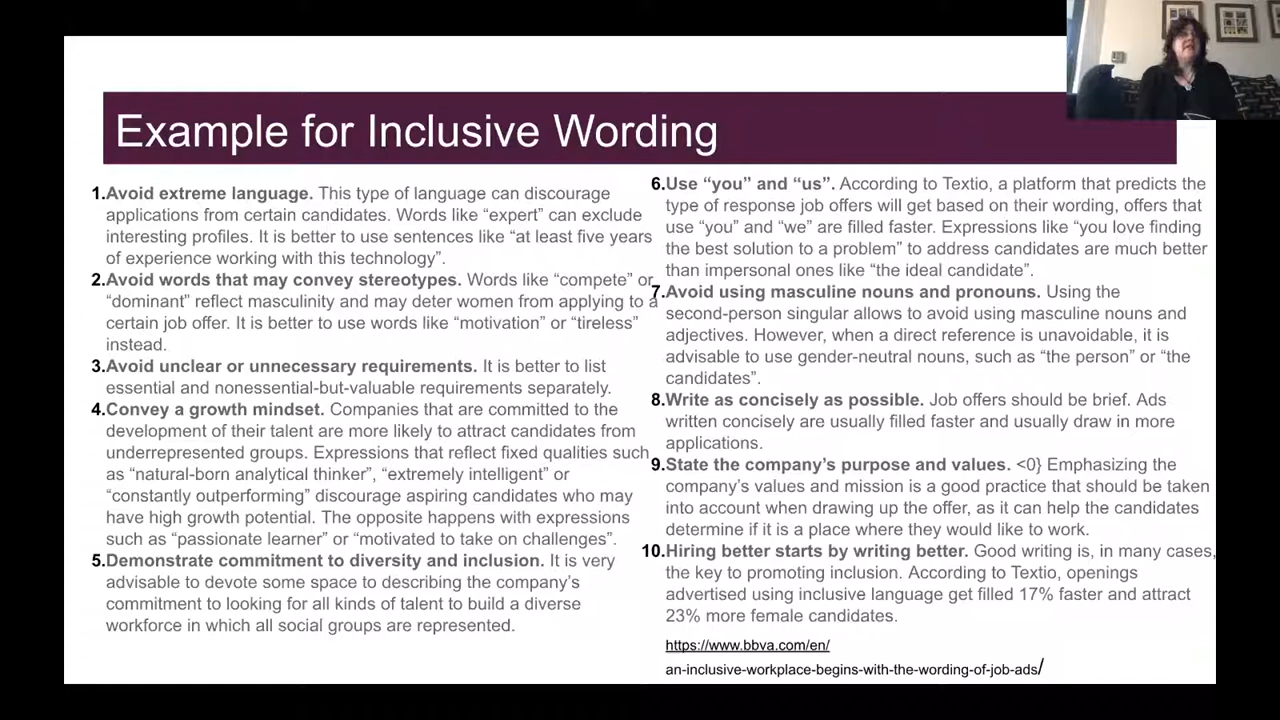 Example for Inclusive Wording
1.Avoid extreme language. This type of language can discourage
applications from certain candidates. Words like “expert” can exclude
interesting profiles. It is better to use sentences like “at least five years
of experience working with this technology”.
2.Avoid words that may convey stereotypes. Words like “compete” or
“dominant” reflect masculinity and may deter women from applying to a
certain job offer. It is better to use words like “motivation” or “tireless”
instead.
3.Avoid unclear or unnecessary requirements. It is better to list
essential and nonessential-but-valuable requirements separately.
4.Convey a growth mindset. Companies that are committed to the
development of their talent are more likely to attract candidates from
underrepresented groups. Expressions that reflect fixed qualities such
as “natural-born analytical thinker”, “extremely intelligent” or
“constantly outperforming” discourage aspiring candidates who may
have high growth potential. The opposite happens with expressions
such as “passionate learner” or “motivated to take on challenges”.
5.Demonstrate commitment to diversity and inclusion. It is very
advisable to devote some space to describing the company’s
commitment to looking for all kinds of talent to build a diverse
workforce in which all social groups are represented.
6.Use “you” and “us”. According to Textio, a platform that predicts the
type of response job offers will get based on their wording, offers that
use “you” and “we” are filled faster. Expressions like “you love finding
the best solution to a problem” to address candidates are much better
than impersonal ones like “the ideal candidate”.
7.Avoid using masculine nouns and pronouns. Using the
second-person singular allows to avoid using masculine nouns and
adjectives. However, when a direct reference is unavoidable, it is
advisable to use gender-neutral nouns, such as “the person” or “the
candidates”.
8.Write as concisely as possible. Job offers should be brief. Ads
written concisely are usually filled faster and usually draw in more
applications.
9.State the company’s purpose and values. <0} Emphasizing the
company’s values and mission is a good practice that should be taken
into account when drawing up the offer, as it can help the candidates
determine if it is a place where they would like to work.
10.Hiring better starts by writing better. Good writing is, in many cases,
the key to promoting inclusion. According to Textio, openings
advertised using inclusive language get filled 17% faster and attract
23% more female candidates.
https://www.bbva.com/en/
an-inclusive-workplace-begins-with-the-wording-of-job-ads/